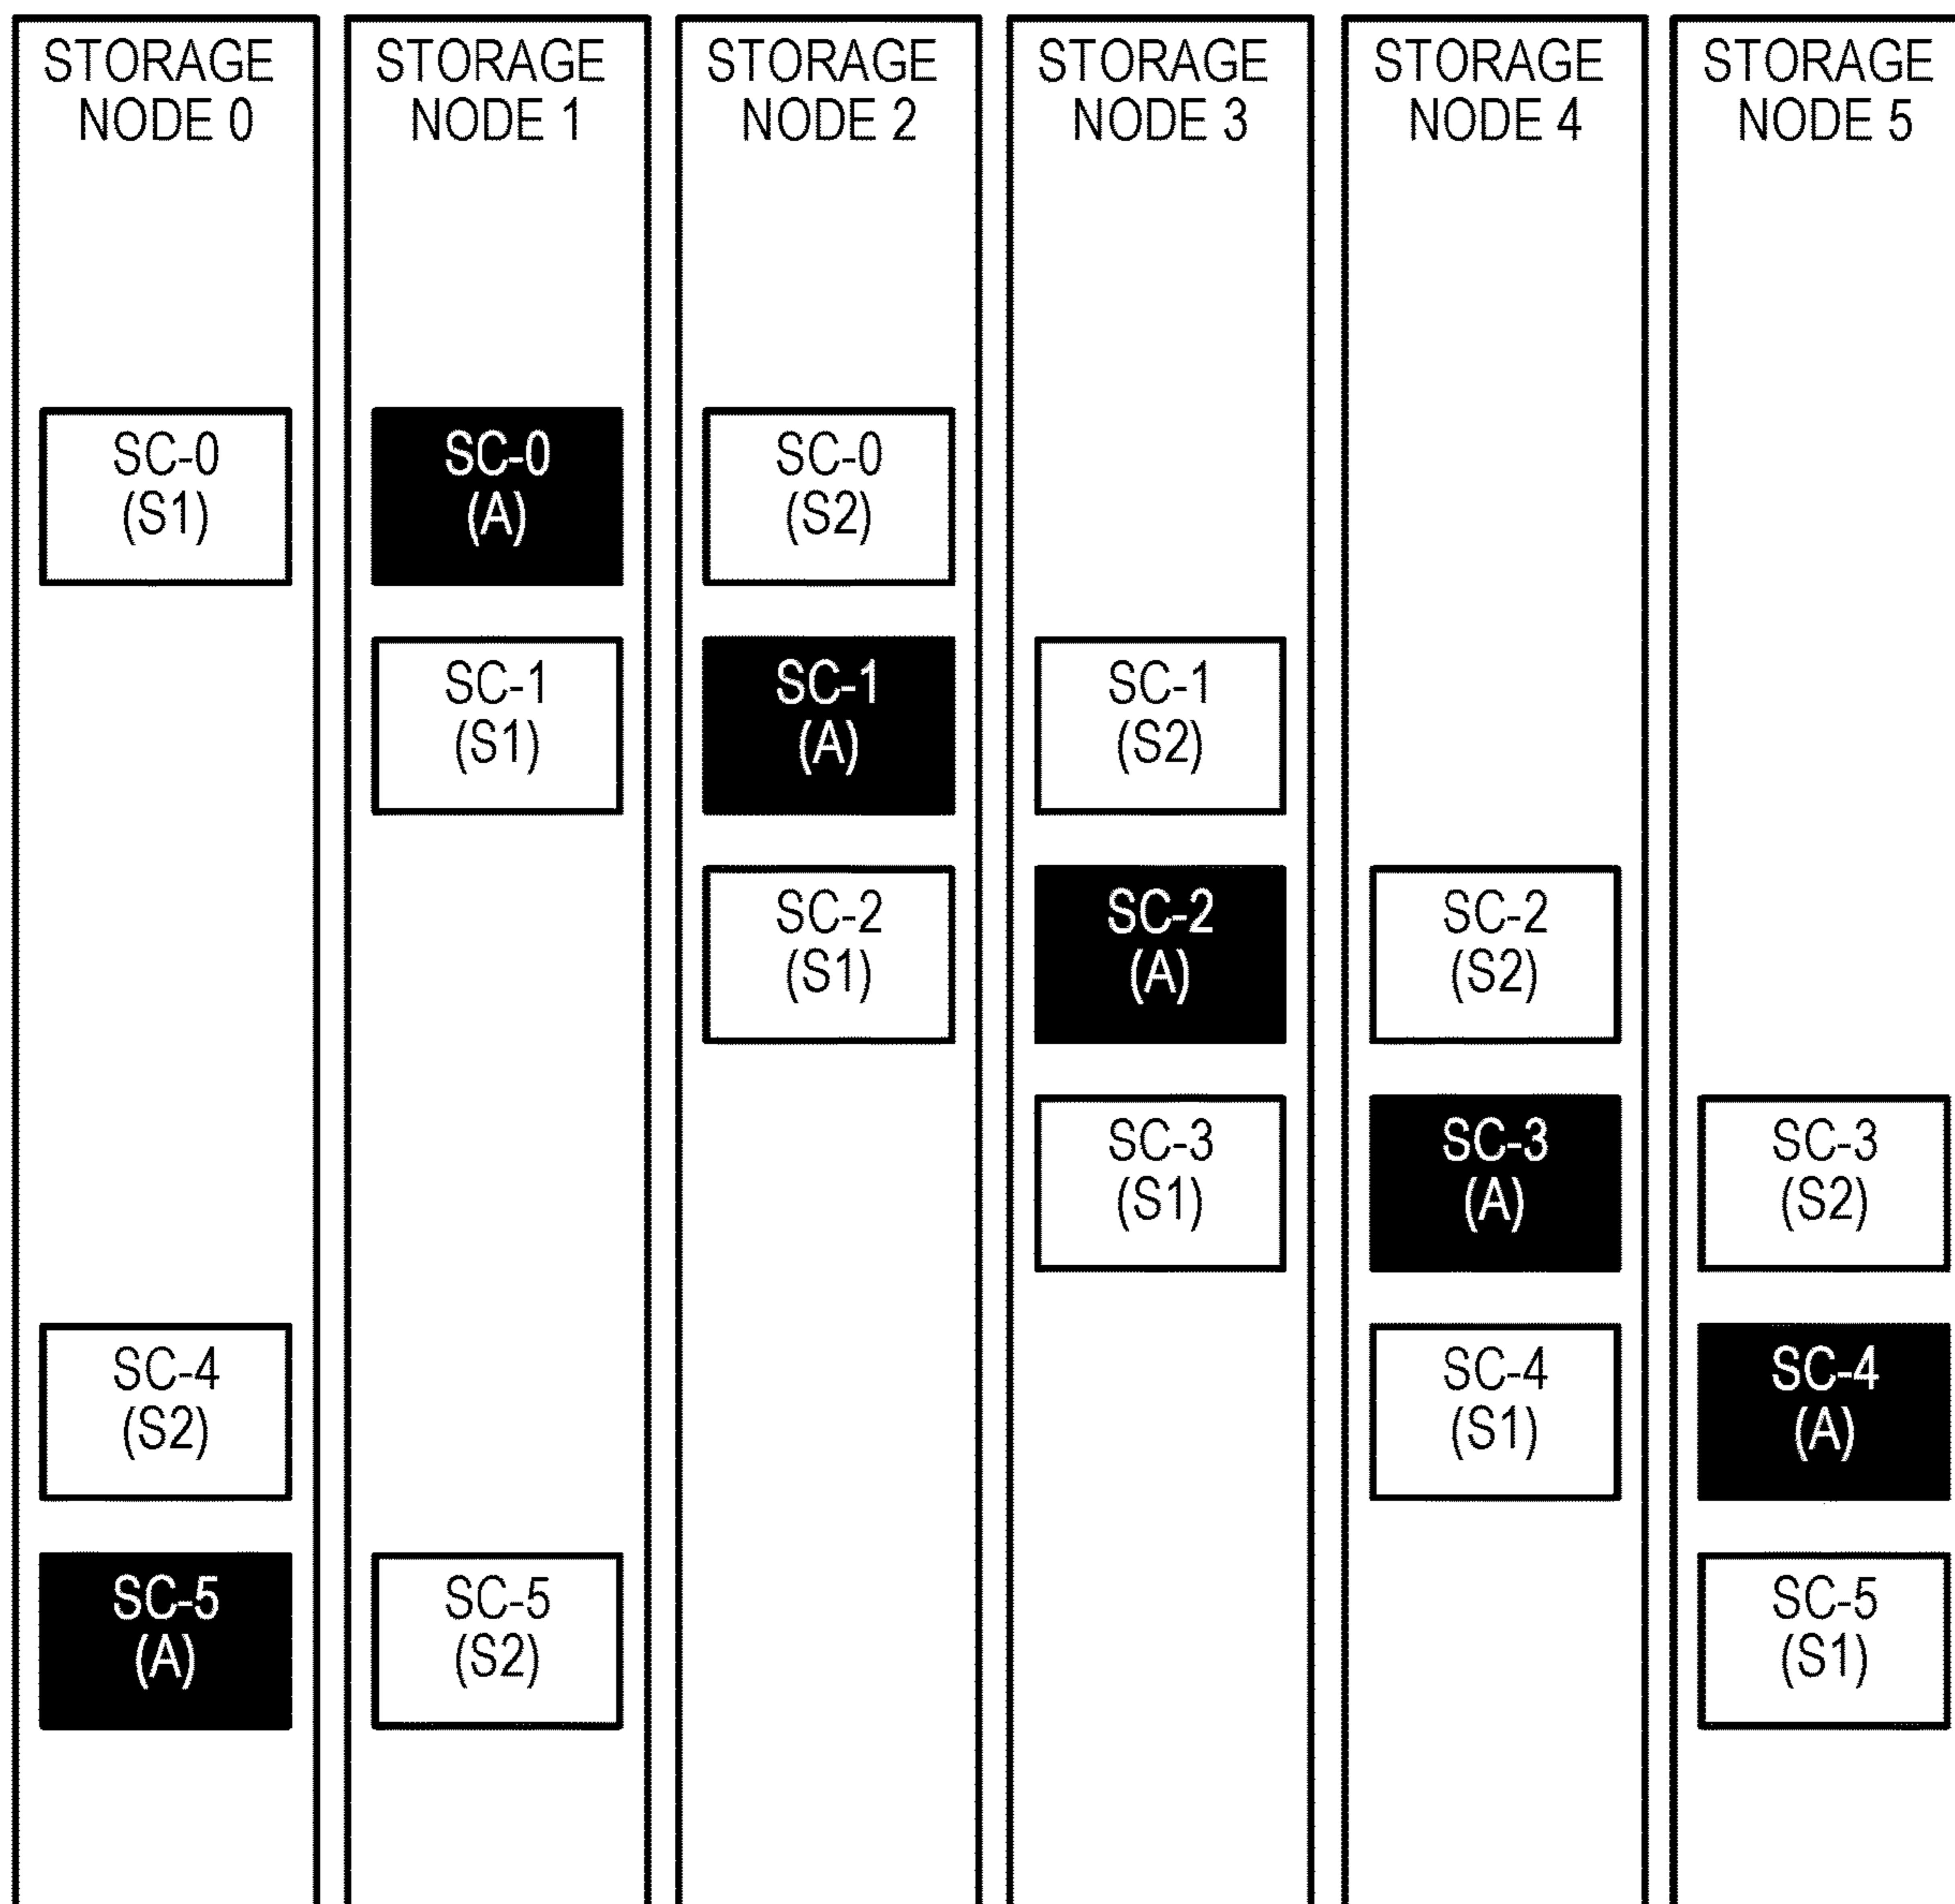 STORAGE
NODE 0
STORAGE
NODE 1
STORAGE
NODE 2
STORAGE
NODE 3
STORAGE
NODE 4
STORAGE
NODE 5
SC-0
(S1)
SC-0
(A)
SC-0
(S2)
SC-1
(S1)
SC-1
(A)
SC-1
(S2)
SC-2
(S1)
SC-2
(A)
SC-2
(S2)
SC-3
(S1)
SC-3
(A)
SC-3
(S2)
SC-4
(S2)
SC-4
(S1)
SC-4
(A)
SC-5
(A)
SC-5
(S2)
SC-5
(S1)